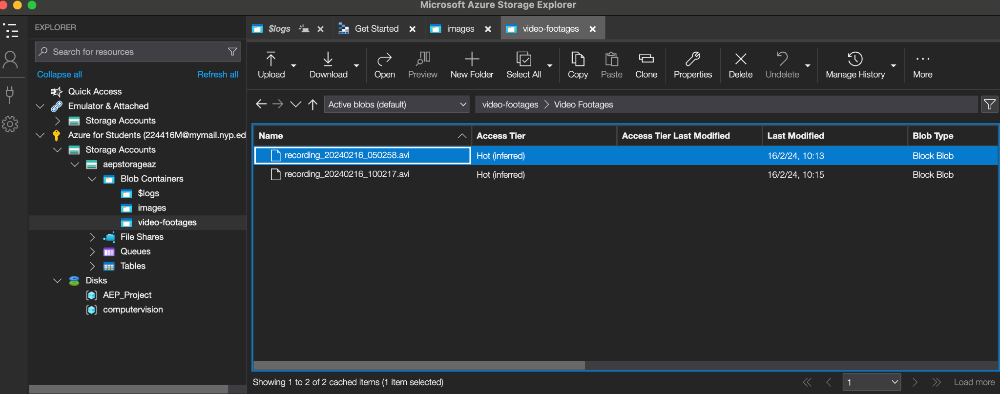 Microsoft Azure Storage Explorer
EXPLORER
Search for resources
Collapse all Refresh all
Quick Access
Emulator & Attached
Storage Accounts
Azure for Students (224416M@mymail.nyp.ed
Storage Accounts
aepstorageaz
Blob Containers
$logs
images
video-footages
File Shares
Queues
Tables
Disks
AEP_Project
computervision
$logs Get Started images video-footages
Upload Download Open Preview New Folder Select All Copy Paste Clone Properties Delete Undelete Manage History More
Active blobs (default) video-footages Video Footages
Name Access Tier Access Tier Last Modified Last Modified Blob Type
recording_20240216_050258.avi Hot (inferred) 16/2/24, 10:13 Block Blob
recording_20240216_100217.avi Hot (inferred) 16/2/24, 10:15 Block Blob
Showing 1 to 2 of 2 cached items (1 item selected) 1 Load more